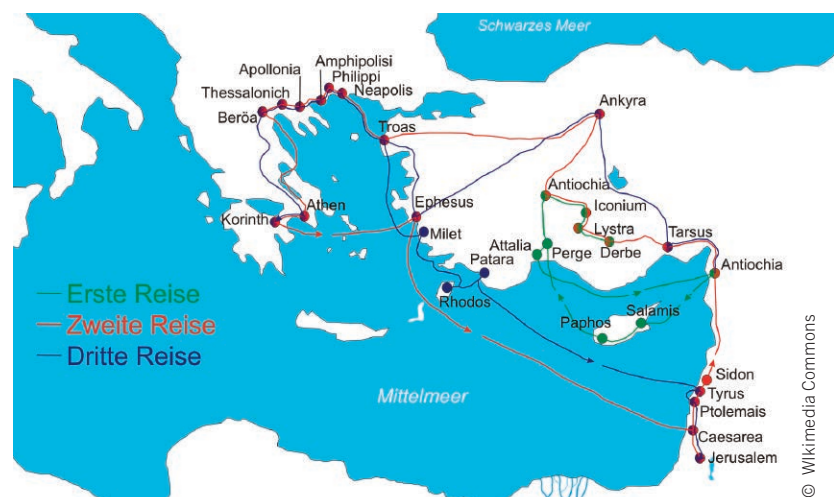 Schwarzes Meer
Amphipolisi
Apollonia
Philippi
Thessalonich
Neapolis
Beröa
Ankyra
Troas
Antiochia
Iconium
Athen
Ephesus
Korinth
Lystra
Tarsus
Milet
Attalia
Derbe
Perge
Patara
Antiochia
Erste Reise
Rhodos
Salamis
Zweite Reise
Paphos
Dritte Reise
Sidon
Tyrus
Mittelmeer
Ptolemais
Caesarea
Jerusalem
© WIkimedia Commons